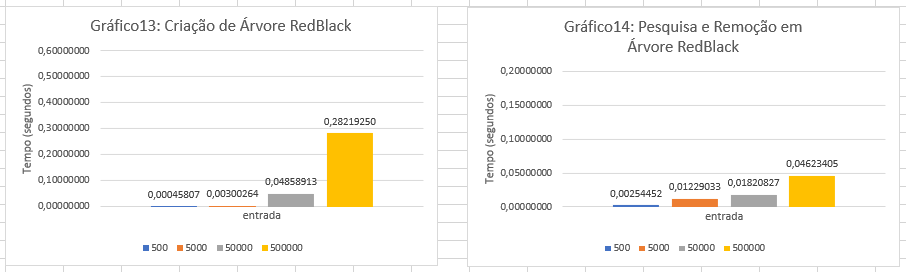 Gráfico13: Criação de Árvore RedBlack
0,60000000
0,50000000
0,40000000
0,30000000
0,20000000
0,10000000
0,00000000
Tempo (segundos)
0,00045807
0,00300264
0,04858913
0,28219250
entrada
500 5000 50000 500000
Gráfico14: Pesquisa e Remoção em
Árvore RedBlack
0,20000000
0,15000000
0,10000000
0,05000000
0,00000000
Tempo (segundos)
0,00254452
0,01229033
0,01820827
0,04623405
entrada
500 5000 50000 500000